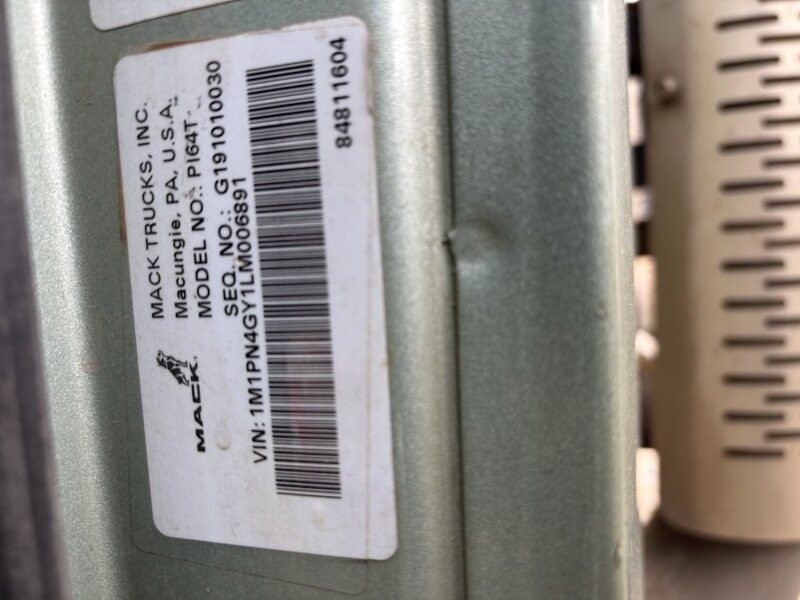 MACK TRUCKS, INC.
Macungie, PA, U.S.A.
MODEL NO.: PI64T
SEQ. NO.: G191010030
MACK.
VIN: 1M1PN4GY1LM006891
84811604